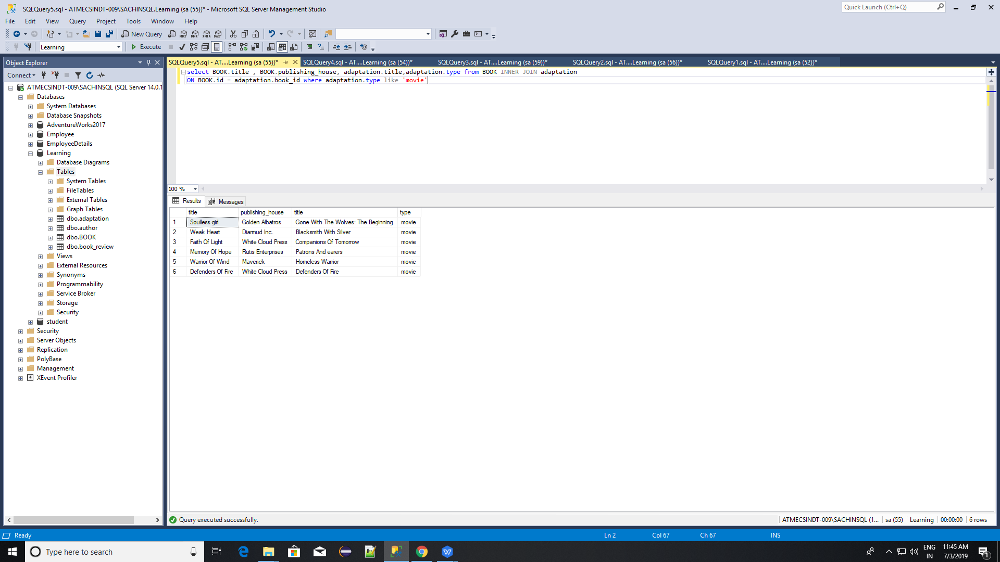 SQLQuery5.sql - ATMECSINDT-009\SACHINSQL.Learning (sa (55))* - Microsoft SQL Server Management Studio
Quick Launch (Ctrl+Q)
File Edit View Query Project Tools Window Help
New Query MDX DMX XMLA DAX
Learning Execute
Object Explorer
Connect
ATMECSINDT-009\SACHINSQL (SQL Server 14.0.1
Databases
System Databases
Database Snapshots
AdventureWorks2017
Employee
EmployeeDetails
Learning
Database Diagrams
Tables
System Tables
FileTables
External Tables
Graph Tables
dbo.adaptation
dbo.author
dbo.BOOK
dbo.book_review
Views
External Resources
Synonyms
Programmability
Service Broker
Storage
Security
student
Security
Server Objects
Replication
PolyBase
Management
XEvent Profiler
SQLQuery5.sql - AT....Learning (sa (55))* SQLQuery4.sql - AT....Learning (sa (54))* SQLQuery3.sql - AT....Learning (sa (59))* SQLQuery2.sql - AT....Learning (sa (56))* SQLQuery1.sql - AT....Learning (sa (52))*
select BOOK.title , BOOK.publishing_house, adaptation.title,adaptation.type from BOOK INNER JOIN adaptation
ON BOOK.id = adaptation.book_id where adaptation.type like 'movie'
100 %
Results Messages
title publishing_house title type
1 Soulless girl Golden Albatros Gone With The Wolves: The Beginning movie
2 Weak Heart Diarmud Inc. Blacksmith With Silver movie
3 Faith Of Light White Cloud Press Companions Of Tomorrow movie
4 Memory Of Hope Rutis Enterprises Patrons And earers movie
5 Warrior Of Wind Maverick Homeless Warrior movie
6 Defenders Of Fire White Cloud Press Defenders Of Fire movie
Query executed successfully. ATMECSINDT-009\SACHINSQL (1... sa (55) Learning 00:00:00 6 rows
Ready Ln 2 Col 67 Ch 67 INS
Type here to search
ENG 11:45 AM
IN 7/3/2019
1